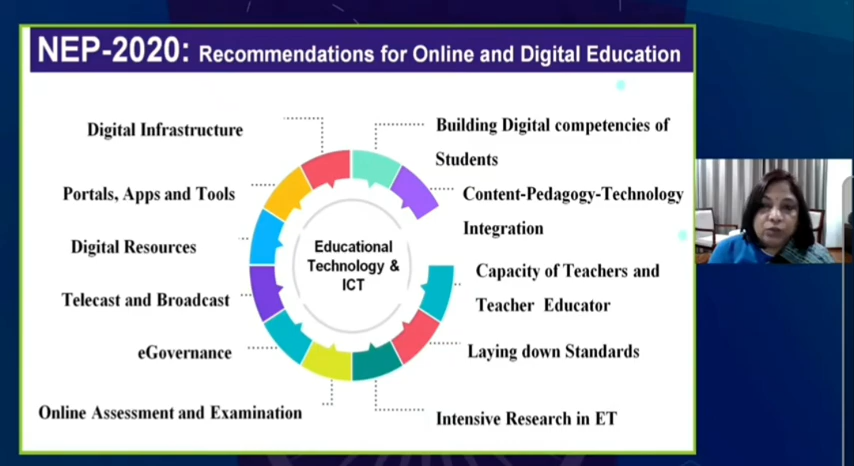 NEP-2020: Recommendations for Online and Digital Education
Digital Infrastructure
Portals, Apps and Tools
Digital Resources
Telecast and Broadcast
eGovernance
Online Assessment and Examination
Educational
Technology &
ICT
Building Digital competencies of
Students
Content-Pedagogy-Technology
Integration
Capacity of Teachers and
Teacher Educator
Laying down Standards
Intensive Research in ET